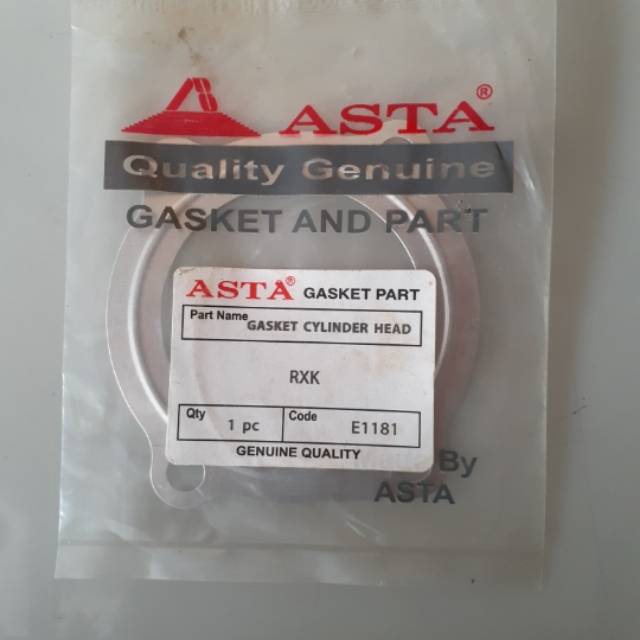 ASTA®
Quality Genuine
GASKET AND PART
ASTA® GASKET PART
Part Name GASKET CYLINDER HEAD
RXK
Qty 1 pc Code E1181
GENUINE QUALITY
By
ASTA